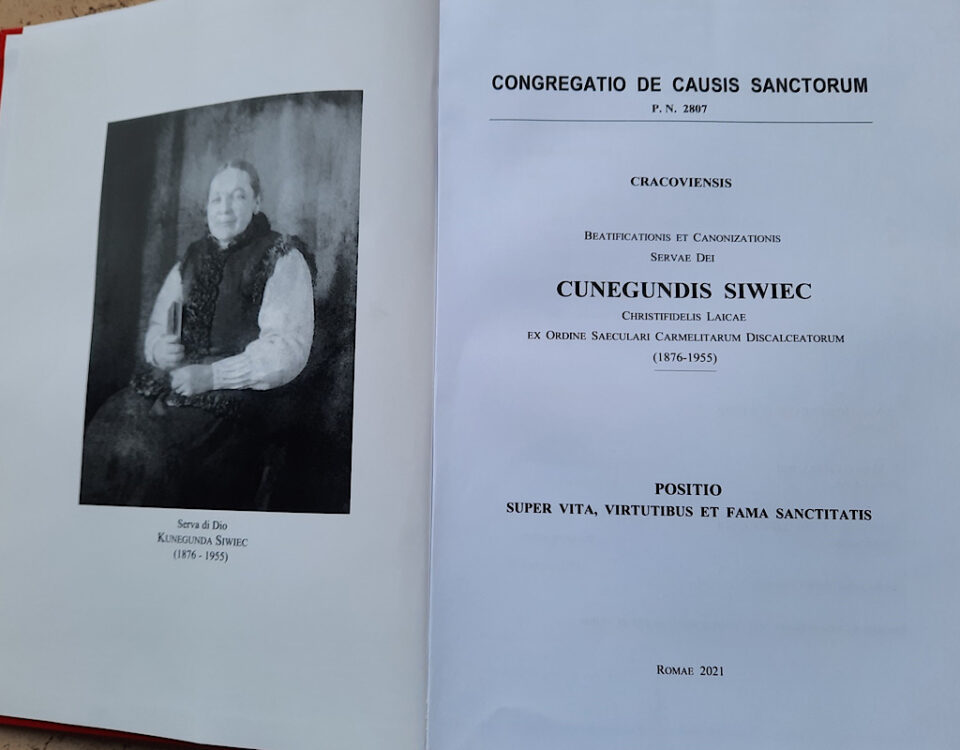 Serva di Dio
KUNEGUNDA SIWIEC
(1876 - 1955)
CONGREGATIO DE CAUSIS SANCTORUM
P. N. 2807
CRACOVIENSIS
BEATIFICATIONIS ET CANONIZATIONIS
SERVAE DEI
CUNEGUNDIS SIWIEC
CHRISTIFIDELIS LAICAE
EX ORDINE SAECULARI CARMELITARUM DISCALCEATORUM
(1876-1955)
POSITIO
SUPER VITA, VIRTUTIBUS ET FAMA SANCTITATIS
ROMAE 2021